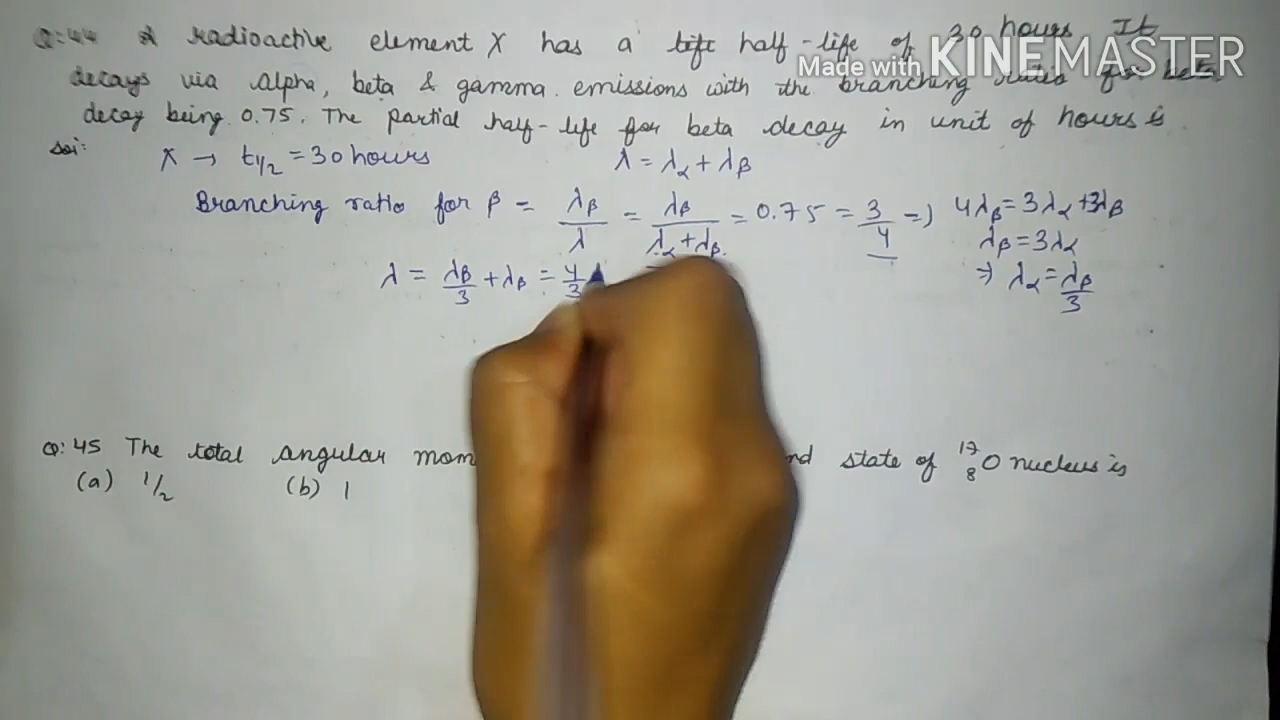 Q:44 A radioactive element X has a life half-life of 30 hours It
Made with KINEMASTER
decays via alpha, beta & gamma. emissions with the branching ratio for beta
decay being 0.75. The partial half-life for beta decay in unit of hours is
Sol: X → t1/2 = 30 hours λ = λα + λβ
Branching ratio for β = λβ/λ = λβ/(λα+λβ) = 0.75 = 3/4 ⇒ 4λβ = 3λα + 3λβ
λβ = 3λα
λ = λβ/3 + λβ = 4/3 ⇒ λα = λβ/3
Q:45 The total angular mom nd state of 17 8 O nucleus is
(a) 1/2 (b) 1